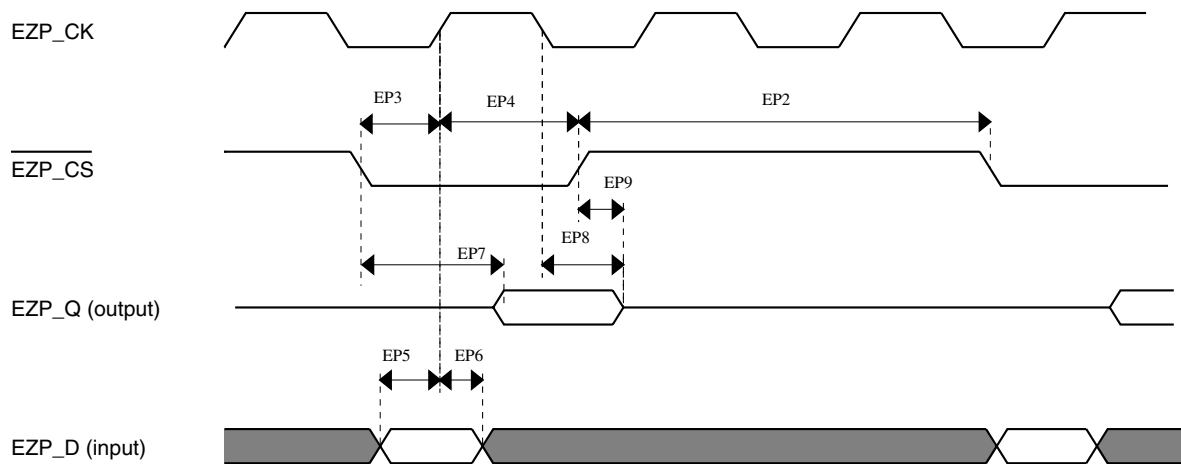 EZP_CK
EP3
EP4
EP2
EZP_CS
EP9
EP8
EP7
EZP_Q (output)
EP5
EP6
EZP_D (input)